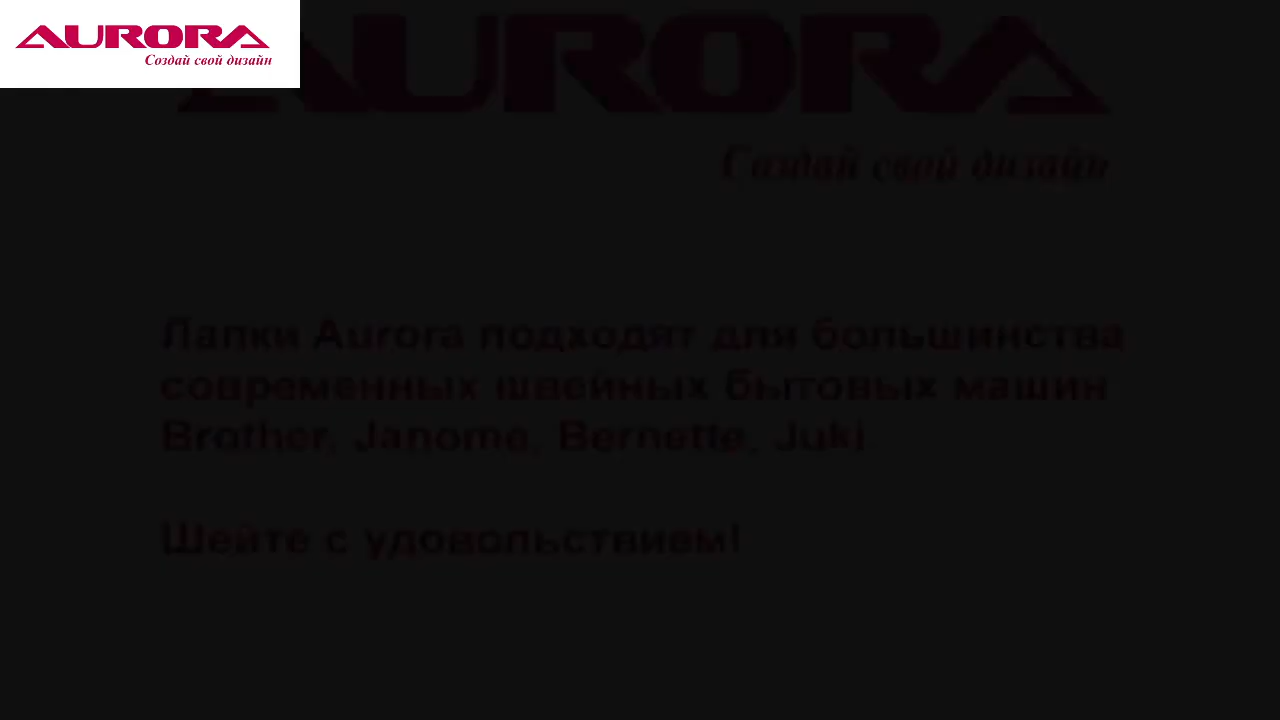 AURORA
Создай свой дизайн
AURORA
Создай свой дизайн
Лапки Aurora подходят для большинства
современных швейных бытовых машин
Brother, Janome, Bernette, Juki
Шейте с удовольствием!